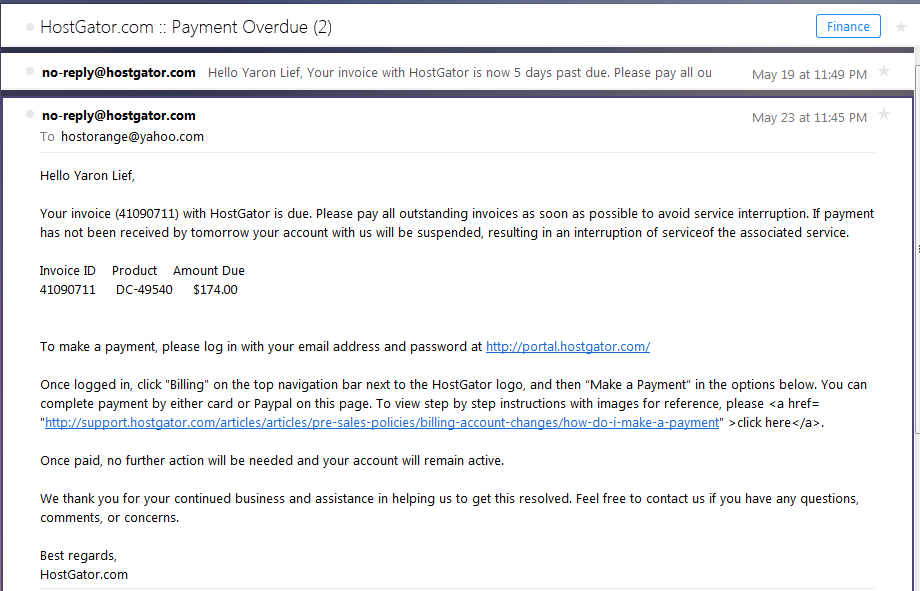 HostGator.com :: Payment Overdue (2)
Finance
no-reply@hostgator.com Hello Yaron Lief, Your invoice with HostGator is now 5 days past due. Please pay all ou May 19 at 11:49 PM
no-reply@hostgator.com May 23 at 11:45 PM
To hostorange@yahoo.com
Hello Yaron Lief,
Your invoice (41090711) with HostGator is due. Please pay all outstanding invoices as soon as possible to avoid service interruption. If payment
has not been received by tomorrow your account with us will be suspended, resulting in an interruption of serviceof the associated service.
Invoice ID Product Amount Due
41090711 DC-49540 $174.00
To make a payment, please log in with your email address and password at http://portal.hostgator.com/
Once logged in, click "Billing" on the top navigation bar next to the HostGator logo, and then “Make a Payment“ in the options below. You can
complete payment by either card or Paypal on this page. To view step by step instructions with images for reference, please <a href=
"http://support.hostgator.com/articles/articles/pre-sales-policies/billing-account-changes/how-do-i-make-a-payment" >click here</a>.
Once paid, no further action will be needed and your account will remain active.
We thank you for your continued business and assistance in helping us to get this resolved. Feel free to contact us if you have any questions,
comments, or concerns.
Best regards,
HostGator.com